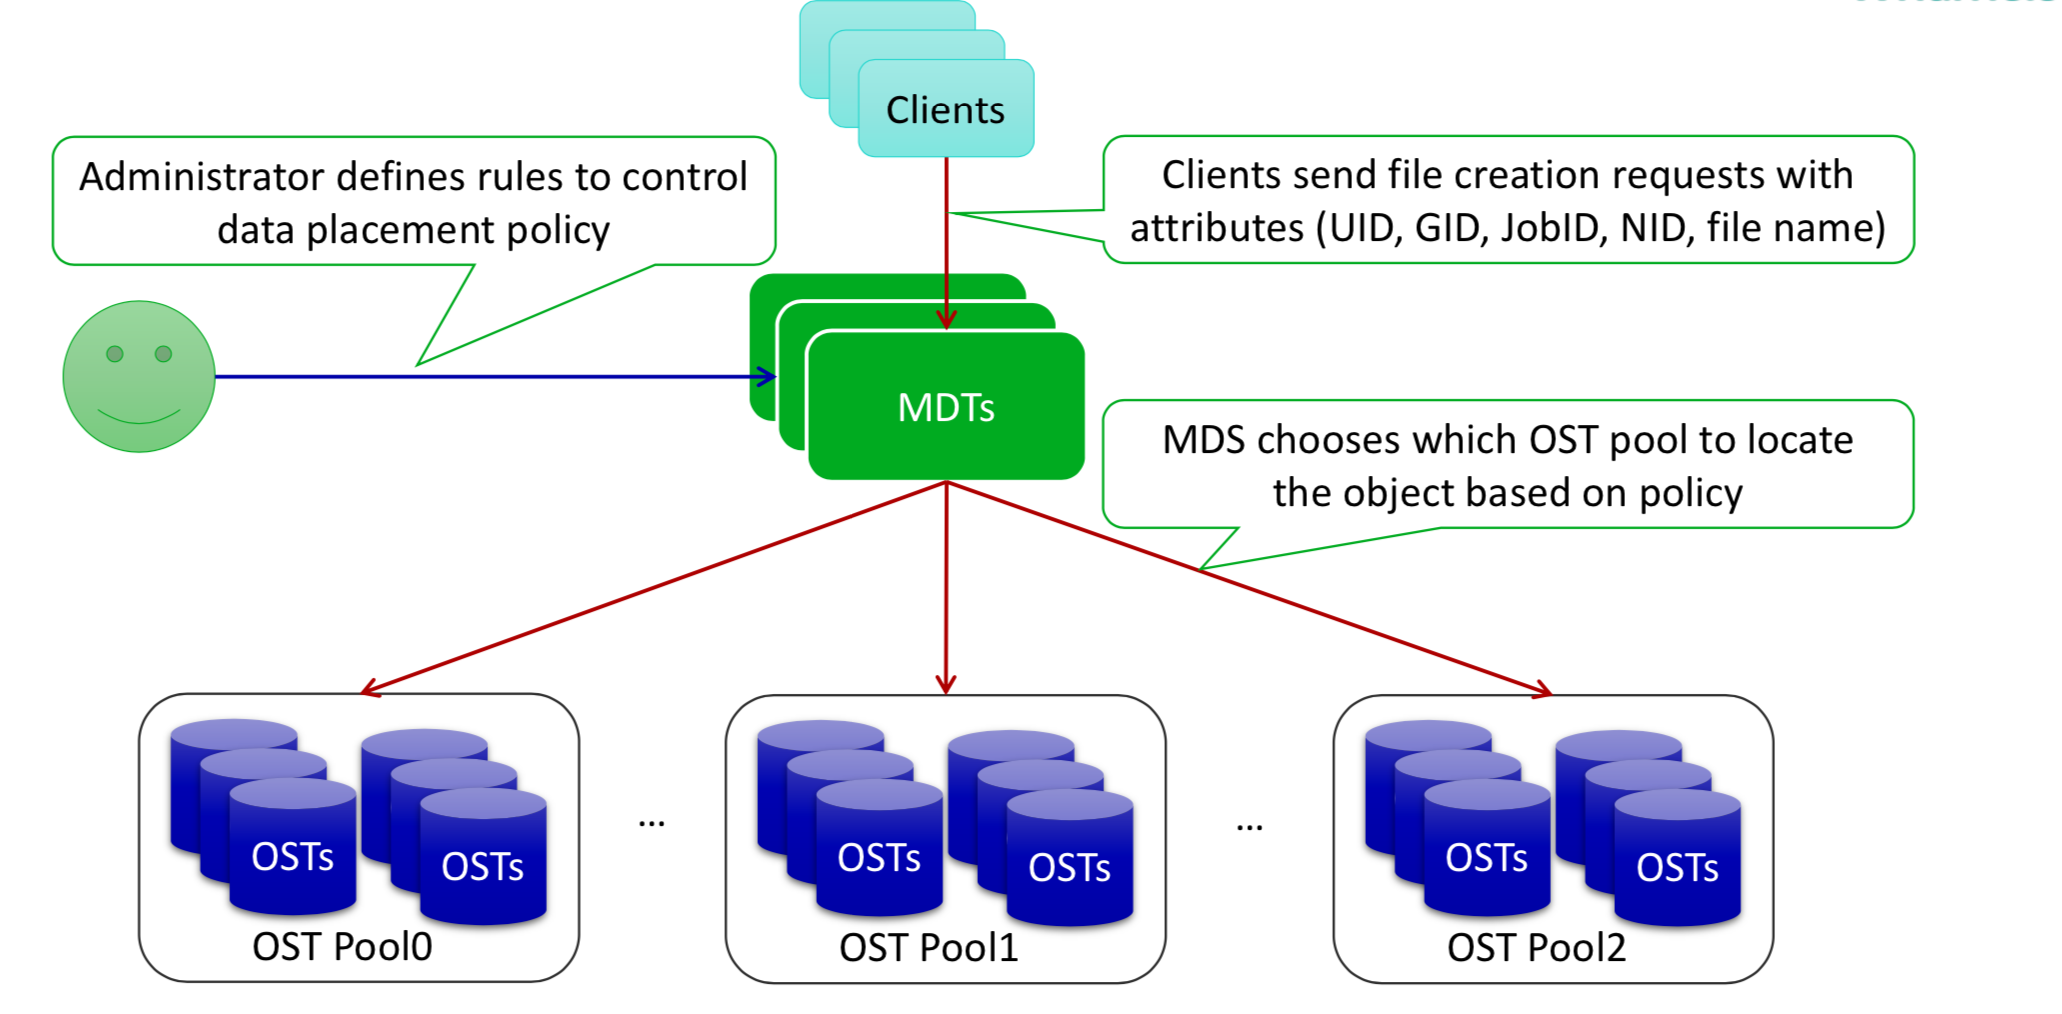 Clients
Administrator defines rules to control
data placement policy
Clients send file creation requests with
attributes (UID, GID, JobID, NID, file name)
MDTs
MDS chooses which OST pool to locate
the object based on policy
OSTs
OSTs
OST Pool0
...
OSTs
OSTs
OST Pool1
...
OSTs
OSTs
OST Pool2